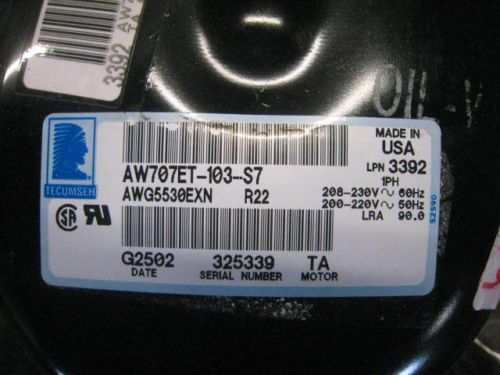 3392
TECUMSEH
AW707ET-103-S7
AWG5530EXN R22
MADE IN
USA
LPN 3392
1PH
208-230V ~ 60Hz
200-220V ~ 50Hz
LRA 90.0
52590
G2502 325339 TA
DATE SERIAL NUMBER MOTOR